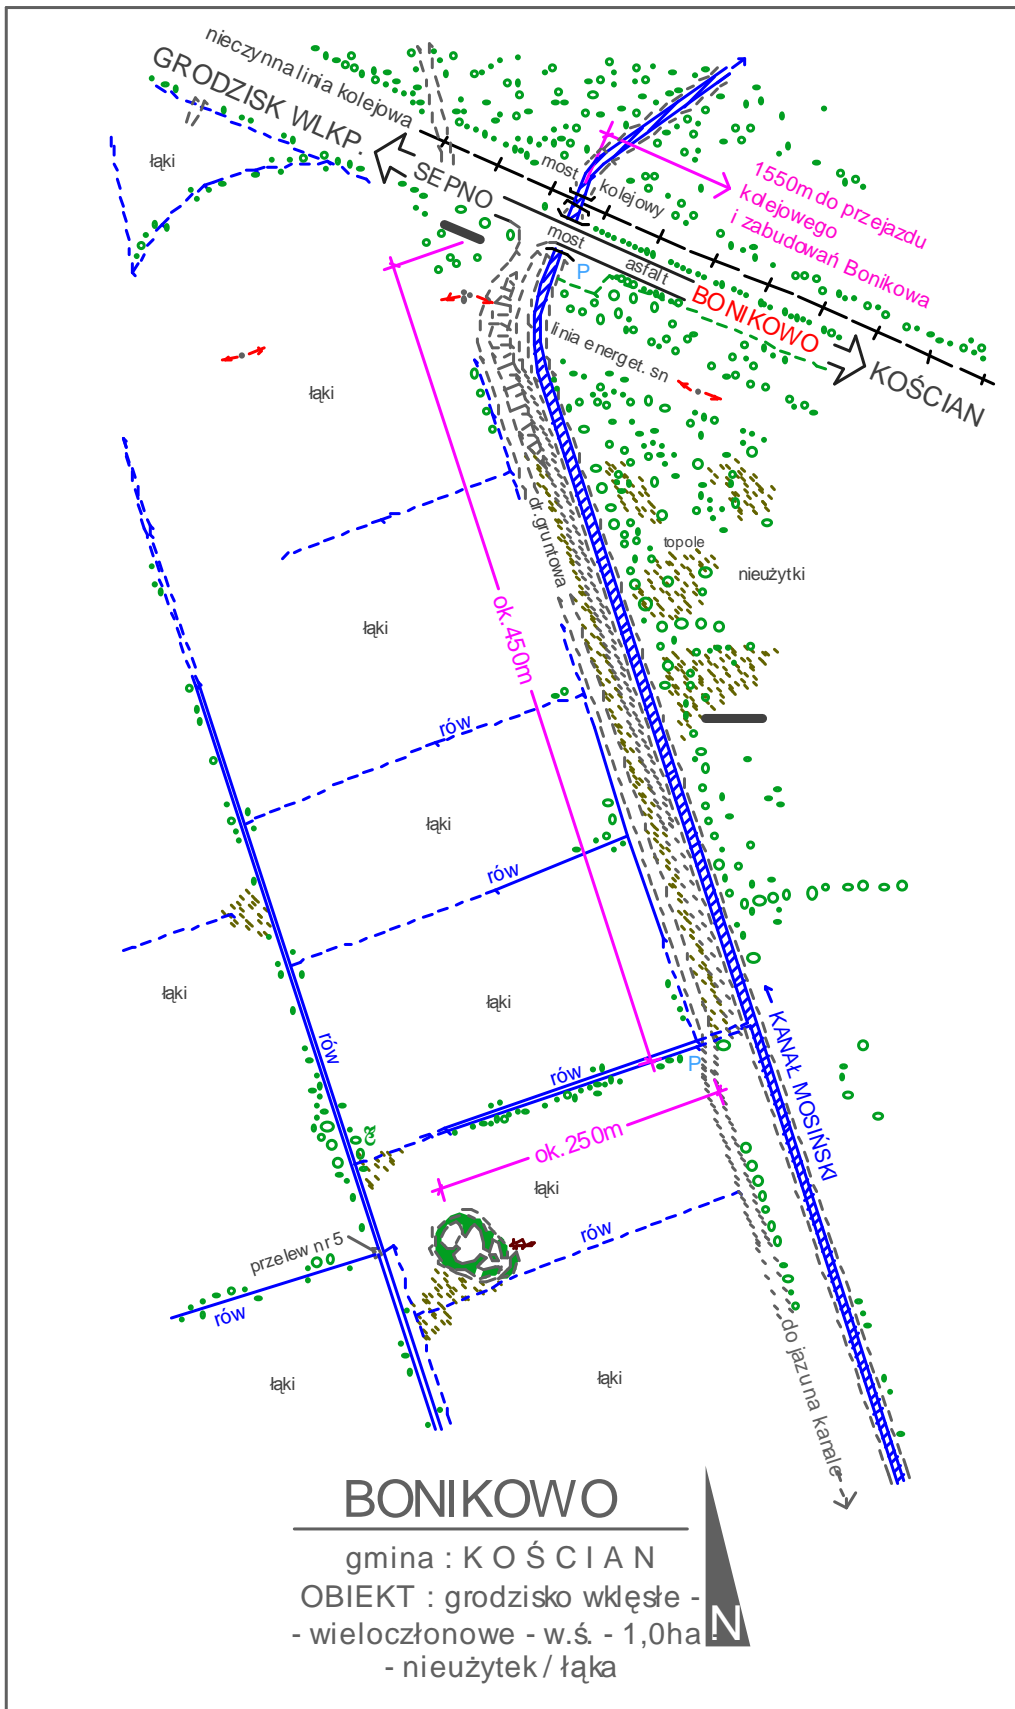 nieczynna linia kolejowa
GRODZISK WLKP.
SEPNO
most
kolejowy
1550m do przejazdu
kolejowego
i zabudowań Bonikowa
łąki
most
asfalt
P
BONIKOWO
KOŚCIAN
linia energet. sn
łąki
dr.gruntowa
topole
nieużytki
ok.450m
łąki
rów
łąki
rów
łąki
łąki
KANAŁ MOSIŃSKI
rów
rów
P
ok.250m
łąki
przelew nr 5
rów
rów
do jazu na kanale
łąki
łąki
BONIKOWO
gmina : K O Ś C I A N
OBIEKT : grodzisko wklęsłe -
- wieloczłonowe - w.ś. - 1,0ha
- nieużytek / łąka
N